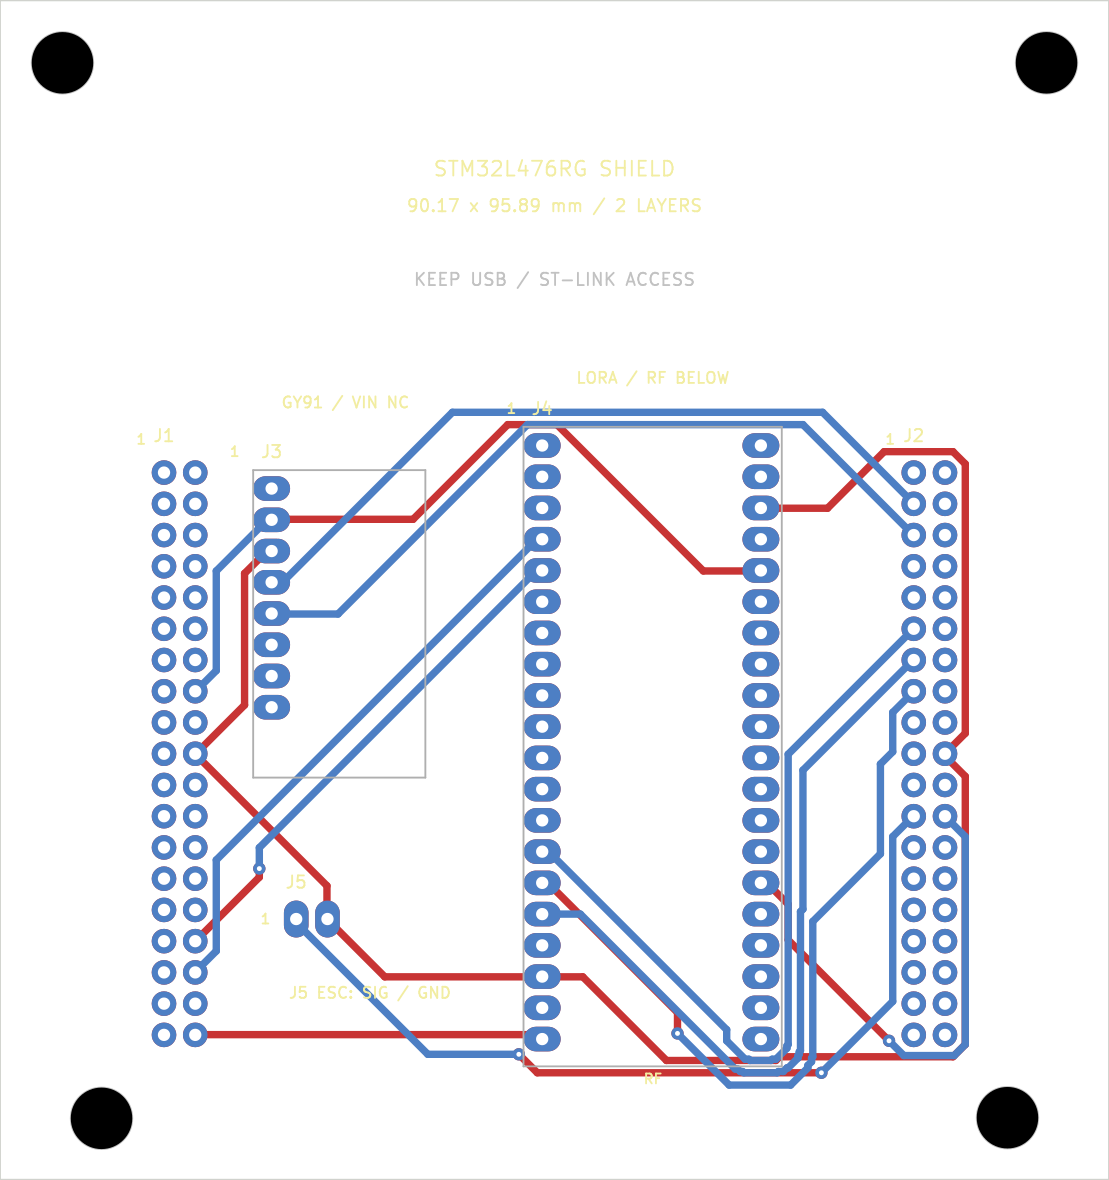 STM32L476RG SHIELD
90.17 x 95.89 mm / 2 LAYERS
KEEP USB / ST-LINK ACCESS
LORA / RF BELOW
GY91 / VIN NC
1 J4
1 J1
1 J2
1 J3
J5
1
J5 ESC: SIG / GND
RF